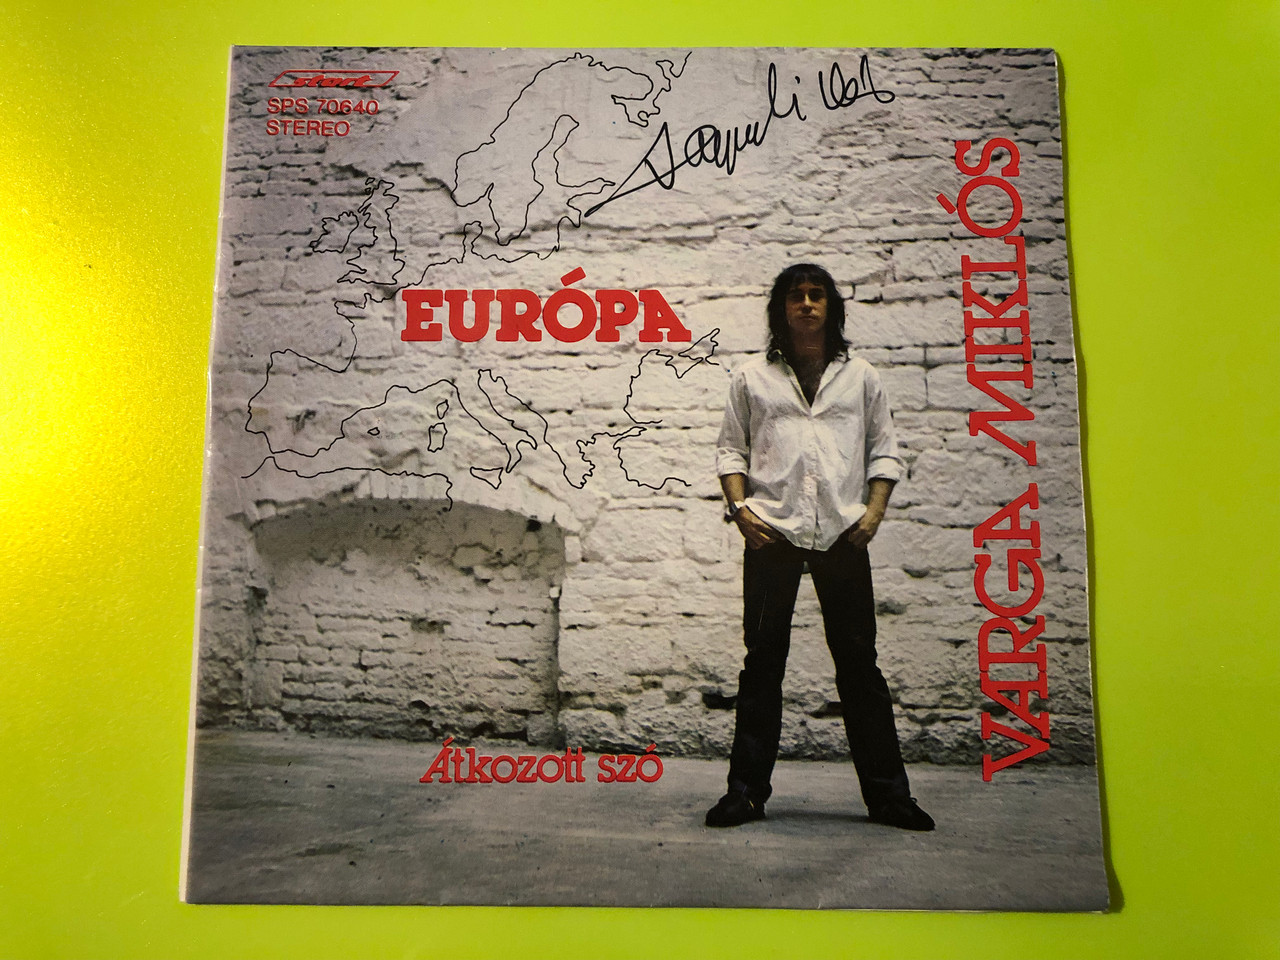 start
SPS 70640
STEREO
EURÓPA
VARGA MIKLÓS
Átkozott szó